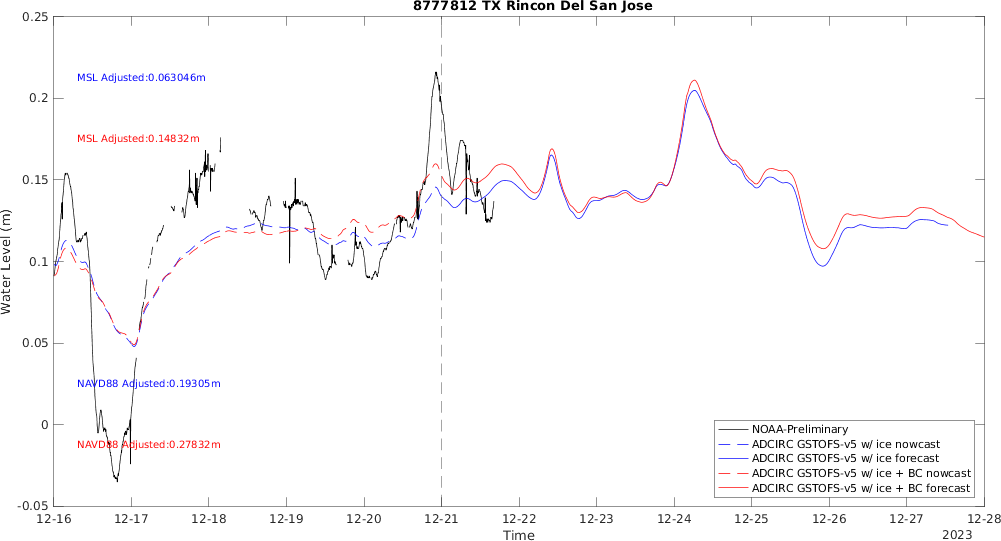 8777812 TX Rincon Del San Jose
0.25
0.2
0.15
0.1
0.05
0
-0.05
Water Level (m)
MSL Adjusted:0.063046m
MSL Adjusted:0.14832m
NAVD88 Adjusted:0.19305m
NAVD88 Adjusted:0.27832m
NOAA-Preliminary
ADCIRC GSTOFS-v5 w/ ice nowcast
ADCIRC GSTOFS-v5 w/ ice forecast
ADCIRC GSTOFS-v5 w/ ice + BC nowcast
ADCIRC GSTOFS-v5 w/ ice + BC forecast
12-16 12-17 12-18 12-19 12-20 12-21 12-22 12-23 12-24 12-25 12-26 12-27 12-28
Time
2023